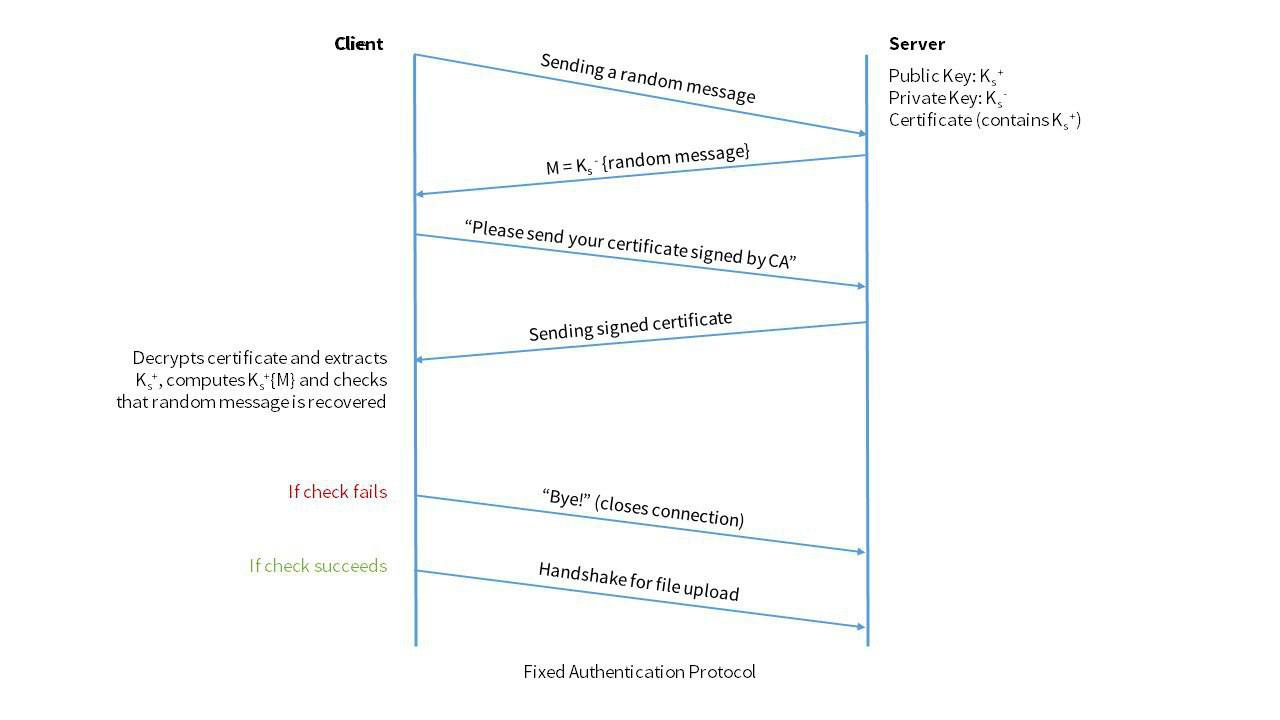 Client
Server
Public Key: Kₛ⁺
Private Key: Kₛ⁻
Certificate (contains Kₛ⁺)
Sending a random message
M = Kₛ⁻ {random message}
“Please send your certificate signed by CA”
Sending signed certificate
Decrypts certificate and extracts
Kₛ⁺, computes Kₛ⁺{M} and checks
that random message is recovered
If check fails
“Bye!” (closes connection)
If check succeeds
Handshake for file upload
Fixed Authentication Protocol